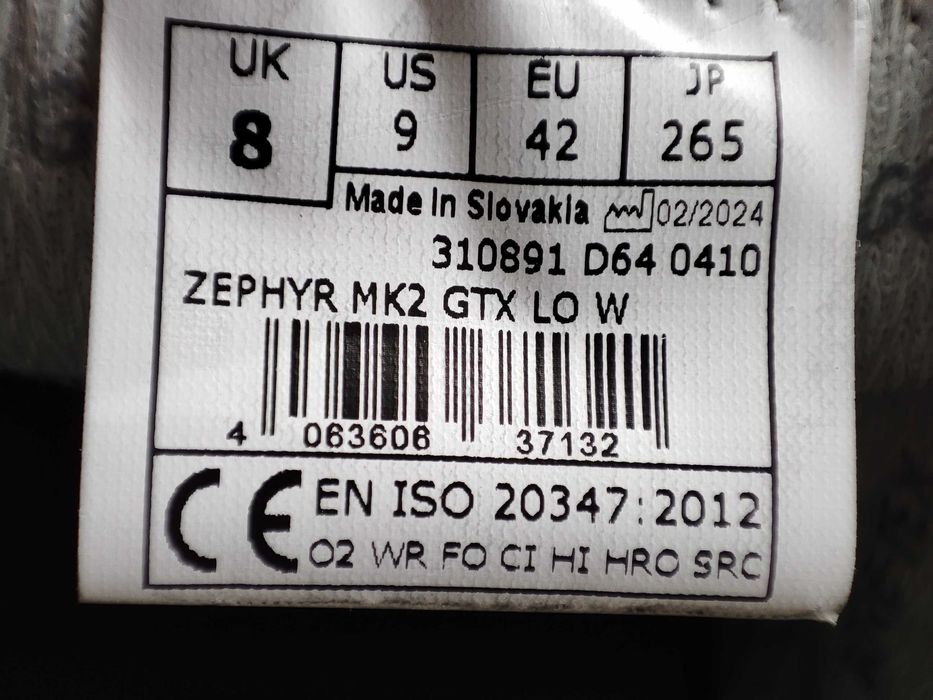 UK US EU JP
8 9 42 265
Made in Slovakia 02/2024
310891 D64 0410
ZEPHYR MK2 GTX LO W
4 063606 37132
CE EN ISO 20347:2012
O2 WR FO CI HI HRO SRC